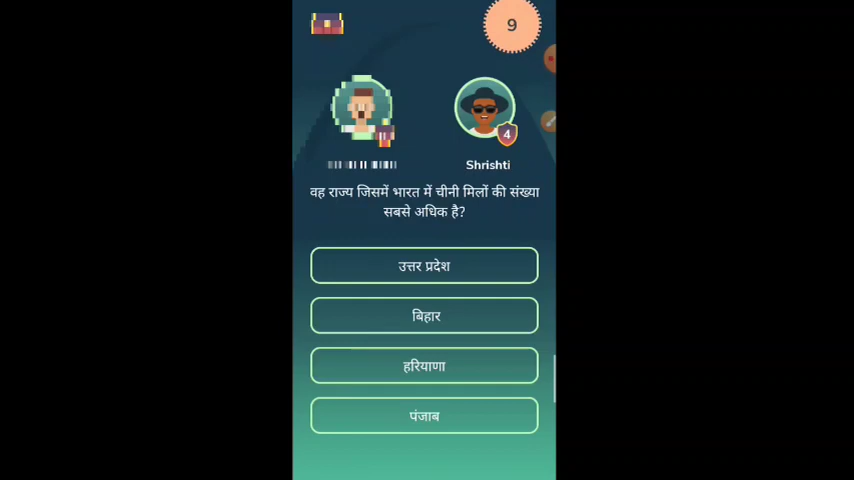 9
4
Shrishti
वह राज्य जिसमें भारत में चीनी मिलों की संख्या
सबसे अधिक है?
उत्तर प्रदेश
बिहार
हरियाणा
पंजाब